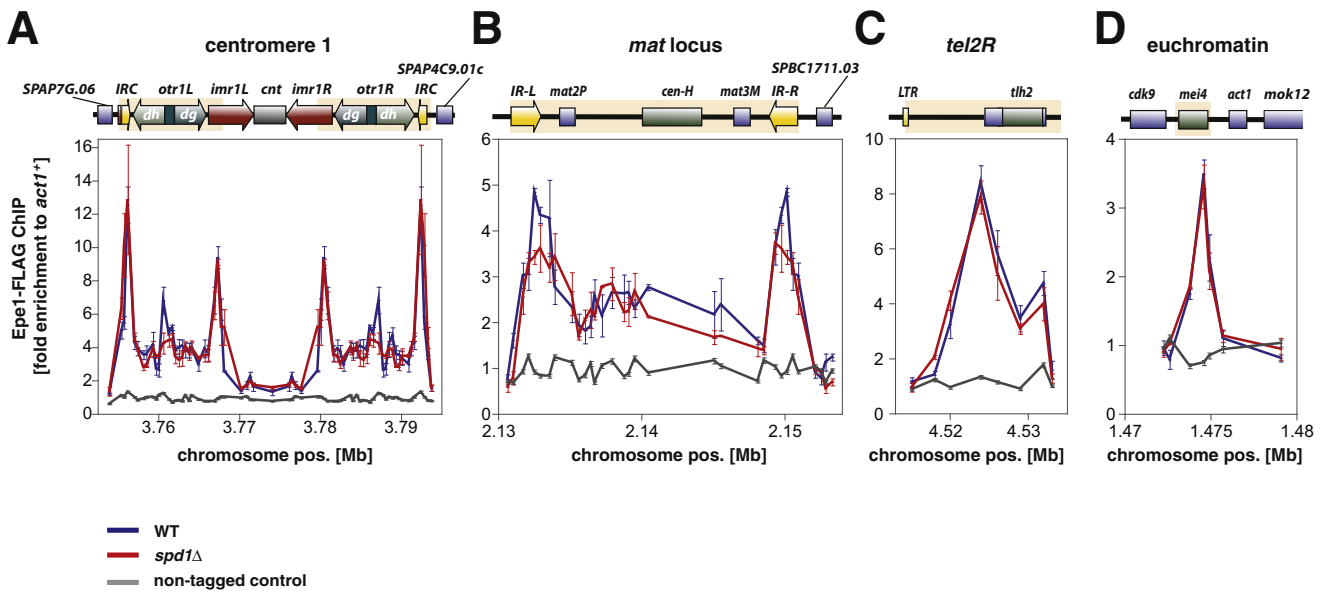 A
B
C
D
centromere 1
mat locus
tel2R
euchromatin
SPAP7G.06
IRC
otr1L
imr1L
cnt
imr1R
otr1R
IRC
SPAP4C9.01c
dh
dg
dg
dh
IR-L
mat2P
cen-H
mat3M
IR-R
SPBC1711.03
LTR
tlh2
cdk9
mei4
act1
mok12
Epe1-FLAG ChIP
[fold enrichment to act1⁺]
16
14
12
10
8
6
4
2
0
3.76
3.77
3.78
3.79
chromosome pos. [Mb]
6
5
4
3
2
1
0
2.13
2.14
2.15
chromosome pos. [Mb]
10
8
6
4
2
0
4.52
4.53
chromosome pos. [Mb]
4
3
2
1
0
1.47
1.475
1.48
chromosome pos. [Mb]
WT
spd1Δ
non-tagged control